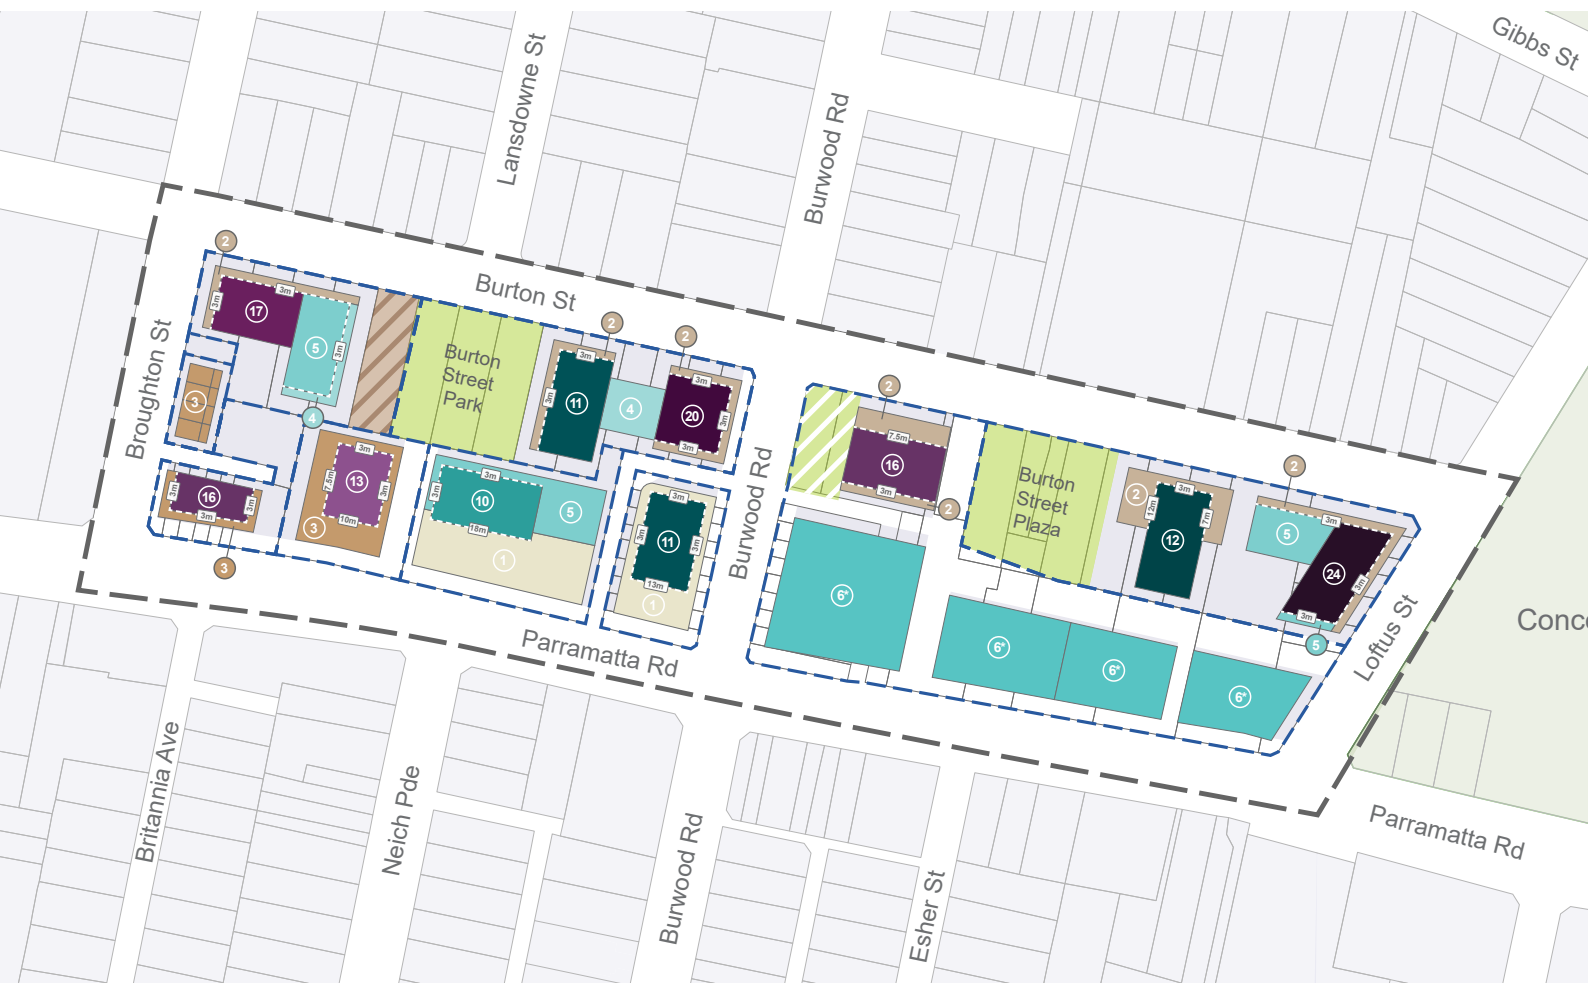 Gibbs St
Lansdowne St
Burwood Rd
2
Burton St
3m
3m
17
5
3m
2
2
Burton
Street
Park
3m
3m
11
4
3m
20
3m
3m
Broughton St
3
4
2
7.5m
16
3m
2
3m
7.5m
13
3m
10m
3
3m
16
3m
3m
3
3m
3m
10
18m
5
1
3m
3m
11
3m
13m
1
Burwood Rd
Burton
Street
Plaza
2
3m
12m
7m
12
2
5
3m
24
3m
3m
5
6*
6*
6*
6*
Loftus St
Conc
Parramatta Rd
Britannia Ave
Neich Pde
Burwood Rd
Esher St
Parramatta Rd